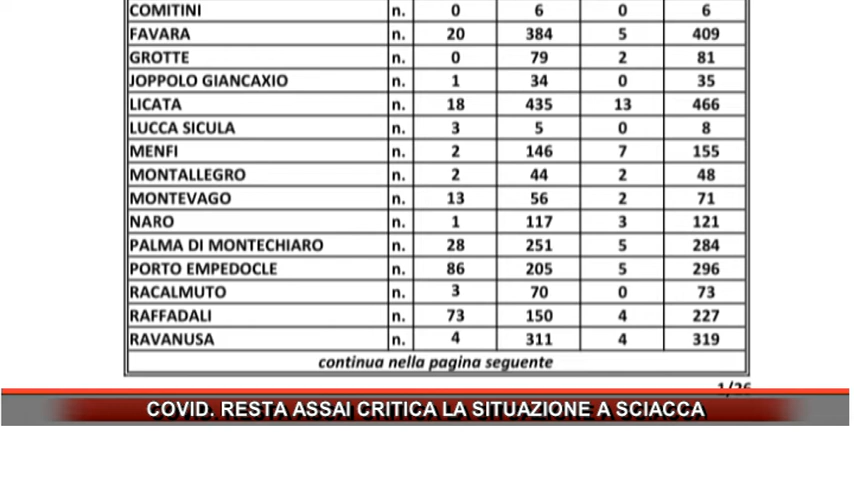 COMITINI n. 0 6 0 6
FAVARA n. 20 384 5 409
GROTTE n. 0 79 2 81
JOPPOLO GIANCAXIO n. 1 34 0 35
LICATA n. 18 435 13 466
LUCCA SICULA n. 3 5 0 8
MENFI n. 2 146 7 155
MONTALLEGRO n. 2 44 2 48
MONTEVAGO n. 13 56 2 71
NARO n. 1 117 3 121
PALMA DI MONTECHIARO n. 28 251 5 284
PORTO EMPEDOCLE n. 86 205 5 296
RACALMUTO n. 3 70 0 73
RAFFADALI n. 73 150 4 227
RAVANUSA n. 4 311 4 319
continua nella pagina seguente
1/26
COVID. RESTA ASSAI CRITICA LA SITUAZIONE A SCIACCA